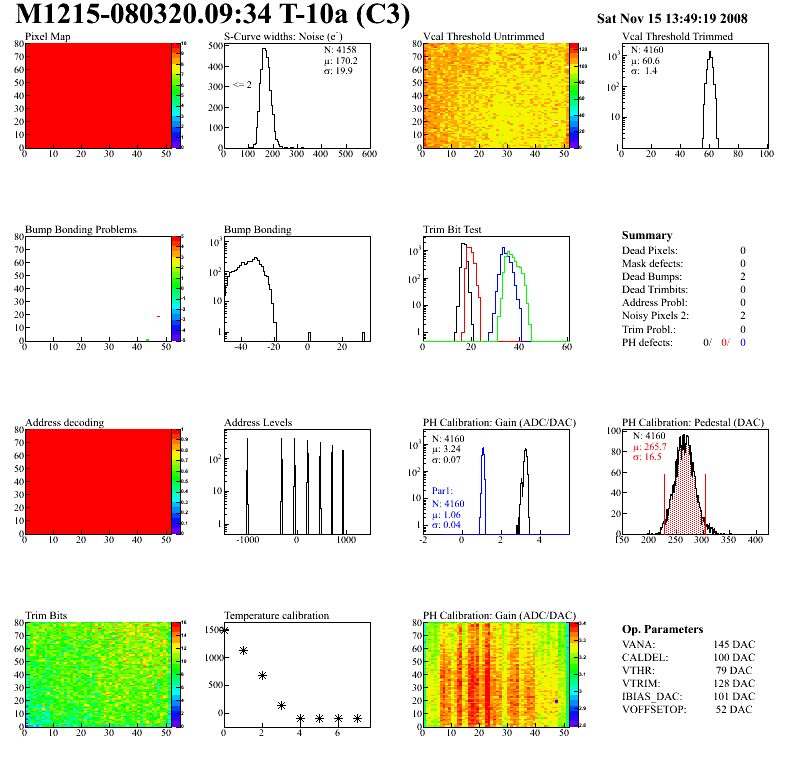 M1215-080320.09:34 T-10a (C3)
Sat Nov 15 13:49:19 2008
Pixel Map
S-Curve widths: Noise (e-)
N: 4158
µ: 170.2
σ: 19.9
<= 2
Vcal Threshold Untrimmed
Vcal Threshold Trimmed
N: 4160
µ: 60.6
σ: 1.4
Bump Bonding Problems
Bump Bonding
Trim Bit Test
Summary
Dead Pixels: 0
Mask defects: 0
Dead Bumps: 2
Dead Trimbits: 0
Address Probl: 0
Noisy Pixels 2: 2
Trim Probl.: 0
PH defects: 0/ 0/ 0
Address decoding
Address Levels
PH Calibration: Gain (ADC/DAC)
N: 4160
µ: 3.24
σ: 0.07
Par1:
N: 4160
µ: 1.06
σ: 0.04
PH Calibration: Pedestal (DAC)
N: 4160
µ: 265.7
σ: 16.5
Trim Bits
Temperature calibration
PH Calibration: Gain (ADC/DAC)
Op. Parameters
VANA: 145 DAC
CALDEL: 100 DAC
VTHR: 79 DAC
VTRIM: 128 DAC
IBIAS_DAC: 101 DAC
VOFFSETOP: 52 DAC